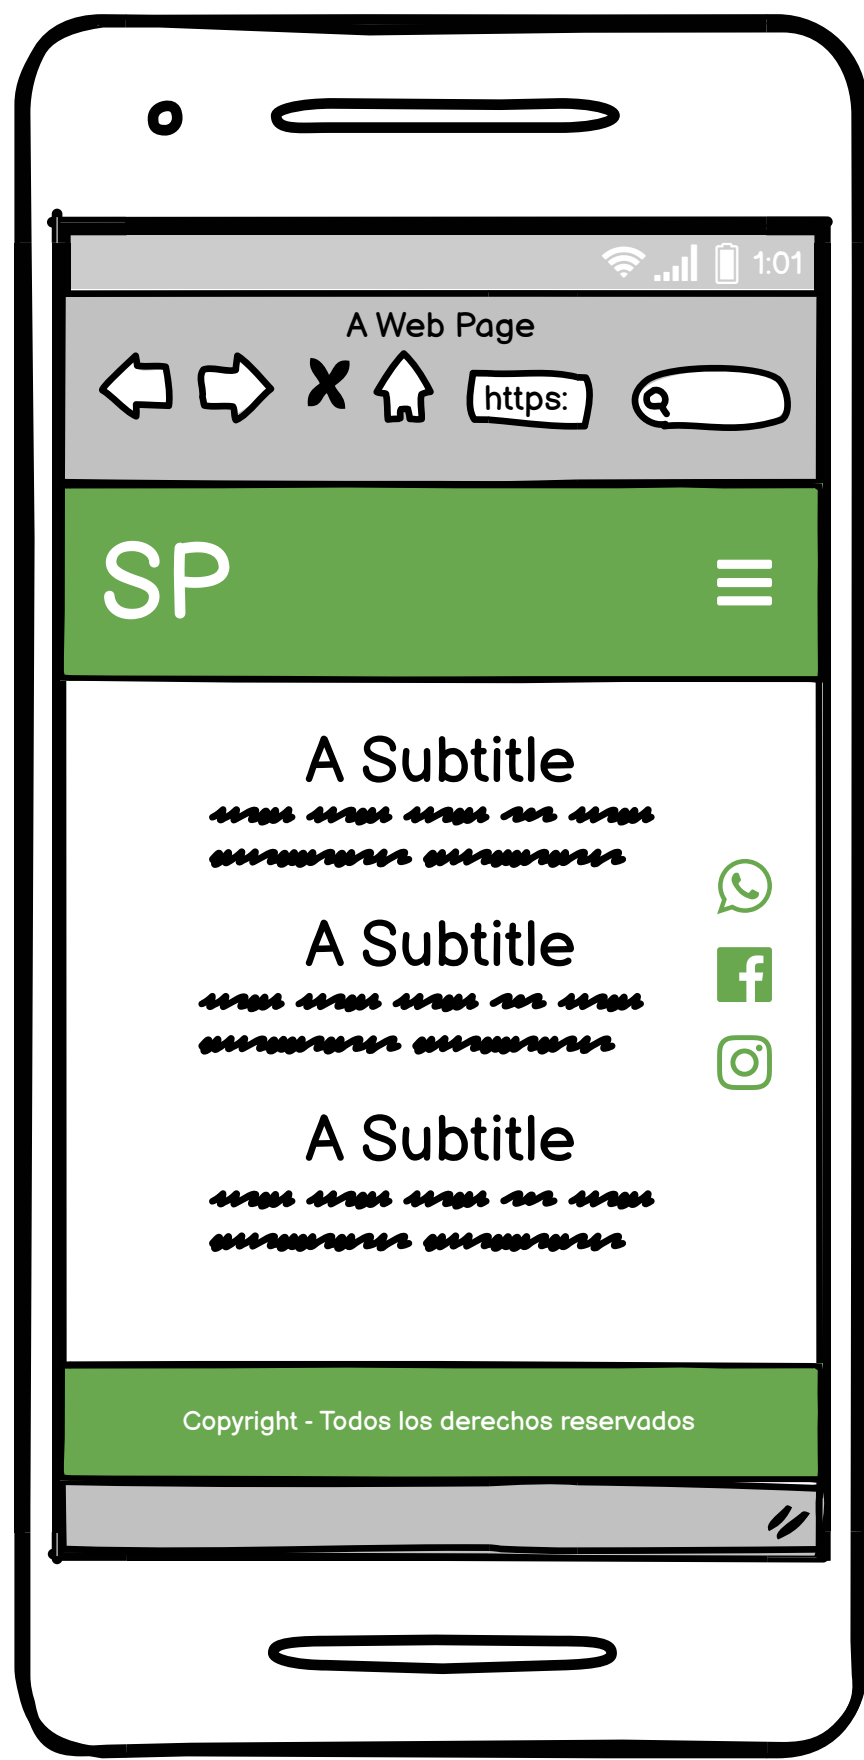 1:01
A Web Page
https:
SP
A Subtitle
A Subtitle
A Subtitle
Copyright - Todos los derechos reservados